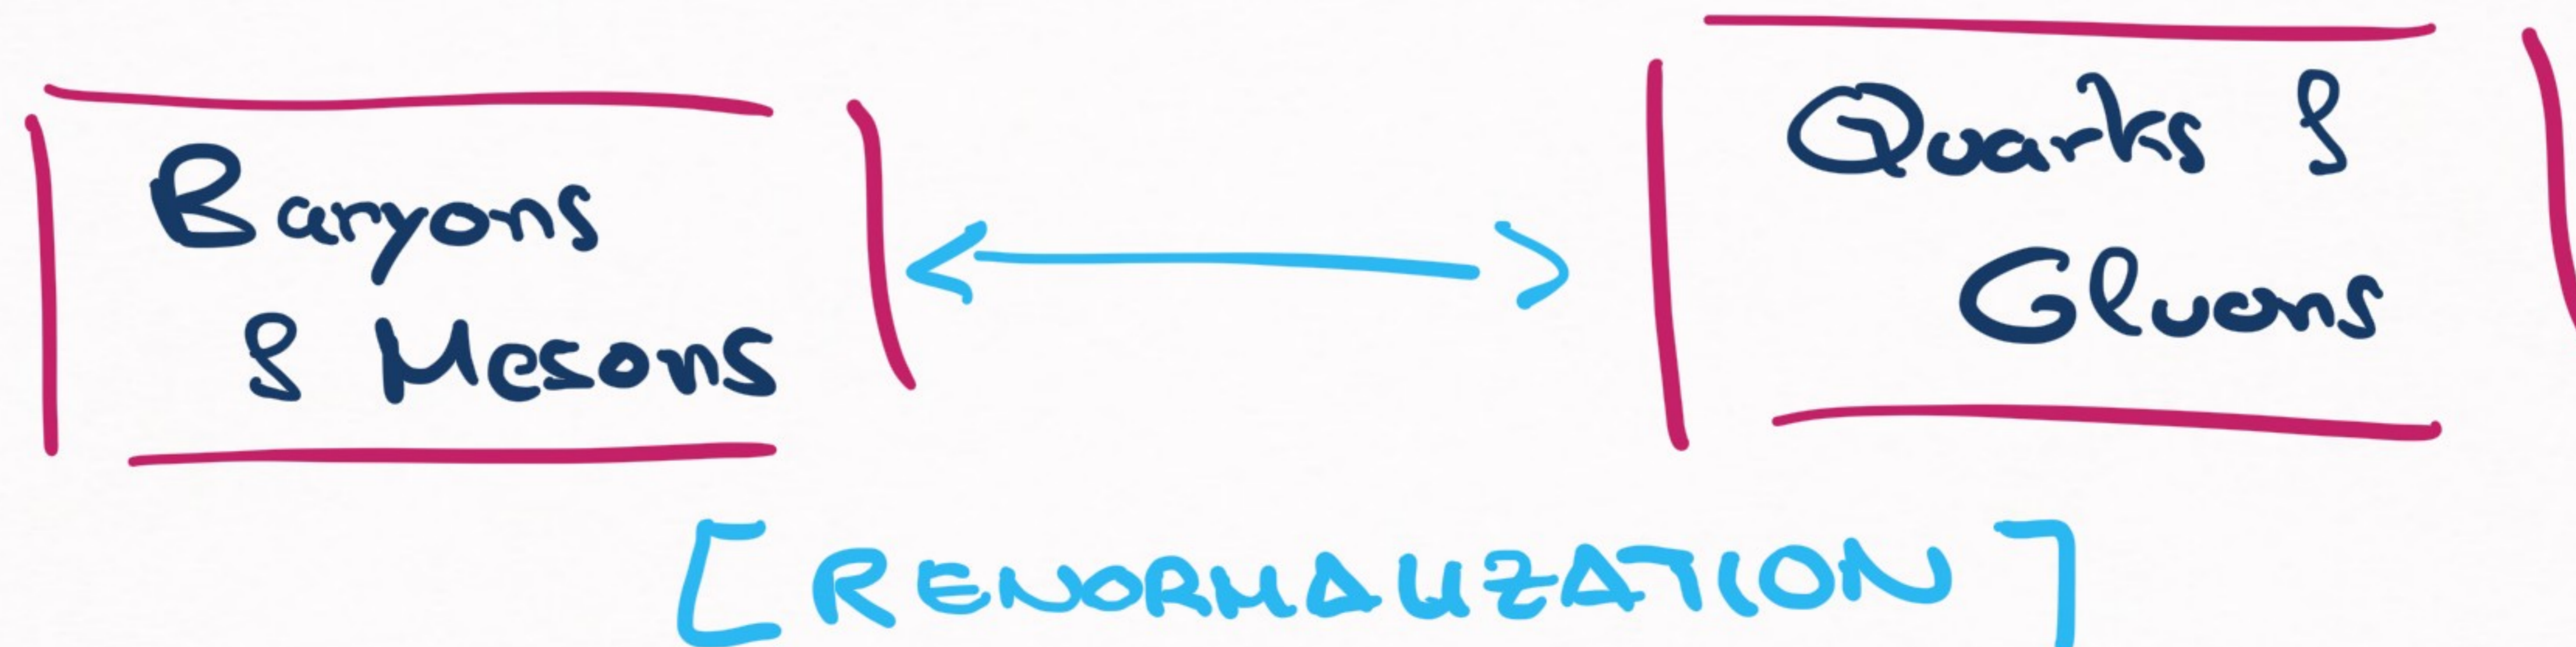 Baryons
& Mesons
Quarks &
Gluons
[RENORMALIZATION]